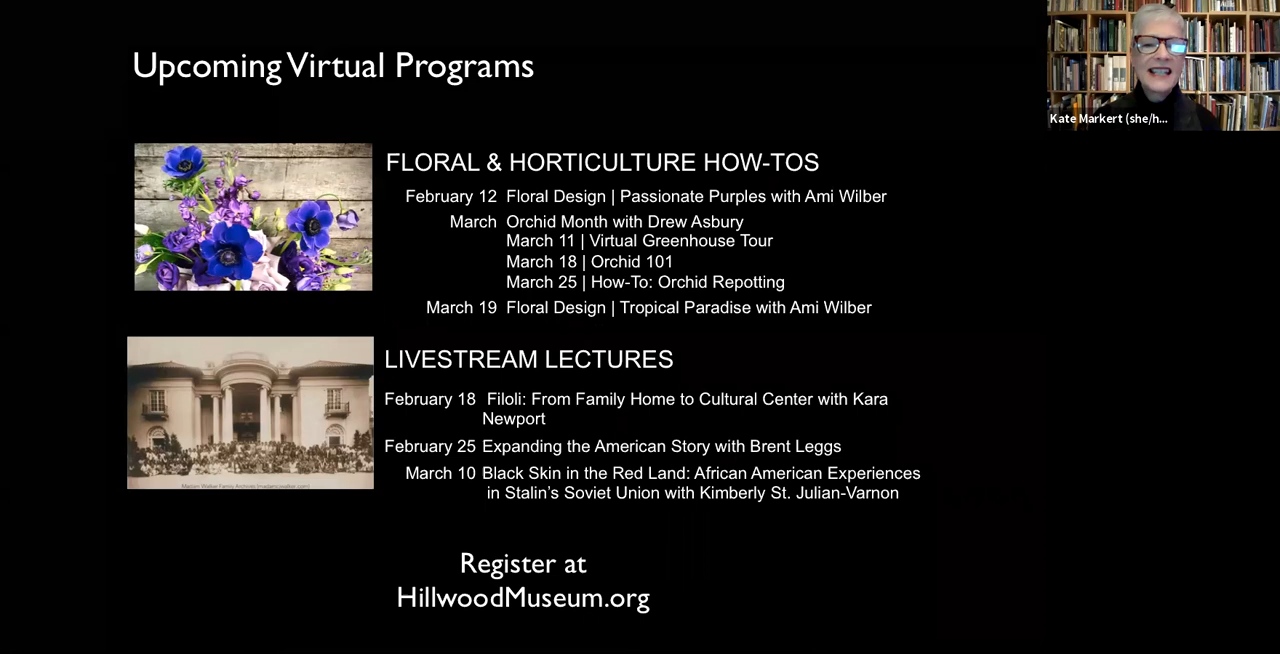 Upcoming Virtual Programs
Kate Markert (she/h...
FLORAL & HORTICULTURE HOW-TOS
February 12 Floral Design | Passionate Purples with Ami Wilber
March Orchid Month with Drew Asbury
March 11 | Virtual Greenhouse Tour
March 18 | Orchid 101
March 25 | How-To: Orchid Repotting
March 19 Floral Design | Tropical Paradise with Ami Wilber
LIVESTREAM LECTURES
February 18 Filoli: From Family Home to Cultural Center with Kara
Newport
February 25 Expanding the American Story with Brent Leggs
March 10 Black Skin in the Red Land: African American Experiences
in Stalin's Soviet Union with Kimberly St. Julian-Varnon
Madam Walker Family Archives
Register at
HillwoodMuseum.org